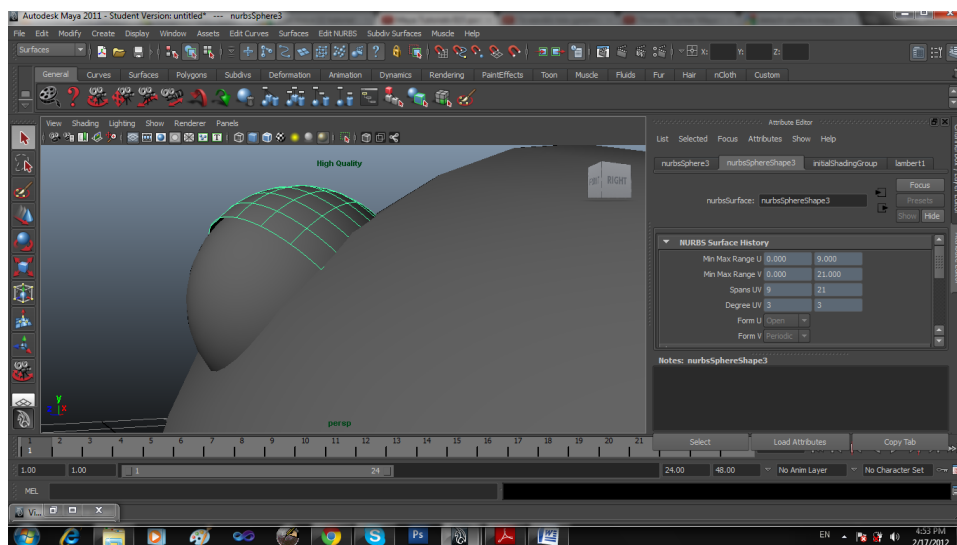 Autodesk Maya 2011 - Student Version: untitled* --- nurbsSphere3
File Edit Modify Create Display Window Assets Edit Curves Surfaces Edit NURBS Subdiv Surfaces Muscle Help
Surfaces X: Y: Z:
General Curves Surfaces Polygons Subdivs Deformation Animation Dynamics Rendering PaintEffects Toon Muscle Fluids Fur Hair nCloth Custom
View Shading Lighting Show Renderer Panels
High Quality
RIGHT
persp
y
Attribute Editor
List Selected Focus Attributes Show Help
nurbsSphere3 nurbsSphereShape3 initialShadingGroup lambert1
nurbsSurface: nurbsSphereShape3
Focus
Presets
Show Hide
NURBS Surface History
Min Max Range U 0.000 9.000
Min Max Range V 0.000 21.000
Spans UV 9 21
Degree UV 3 3
Form U Open
Form V Periodic
Notes: nurbsSphereShape3
Select Load Attributes Copy Tab
1 2 3 4 5 6 7 8 9 10 11 12 13 14 15 16 17 18 19 20 21
1
1.00 1.00 1 24 24.00 48.00 No Anim Layer No Character Set
MEL
Vi...
Ps
EN
4:53 PM
2/17/2012